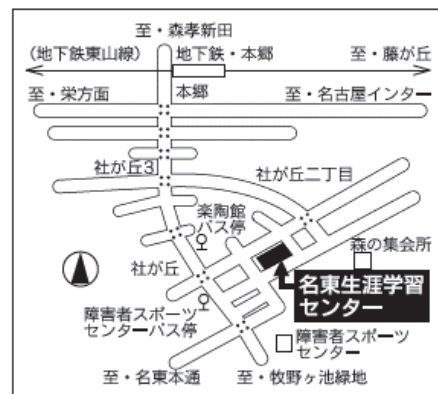 至・森孝新田
(地下鉄東山線)
地下鉄・本郷
至・藤が丘
至・栄方面
本郷
至・名古屋インター
社が丘3
社が丘二丁目
楽陶館
バス停
森の集会所
社が丘
名東生涯学習
センター
障害者スポーツ
センターバス停
障害者スポーツ
センター
至・名東本通
至・牧野ヶ池緑地